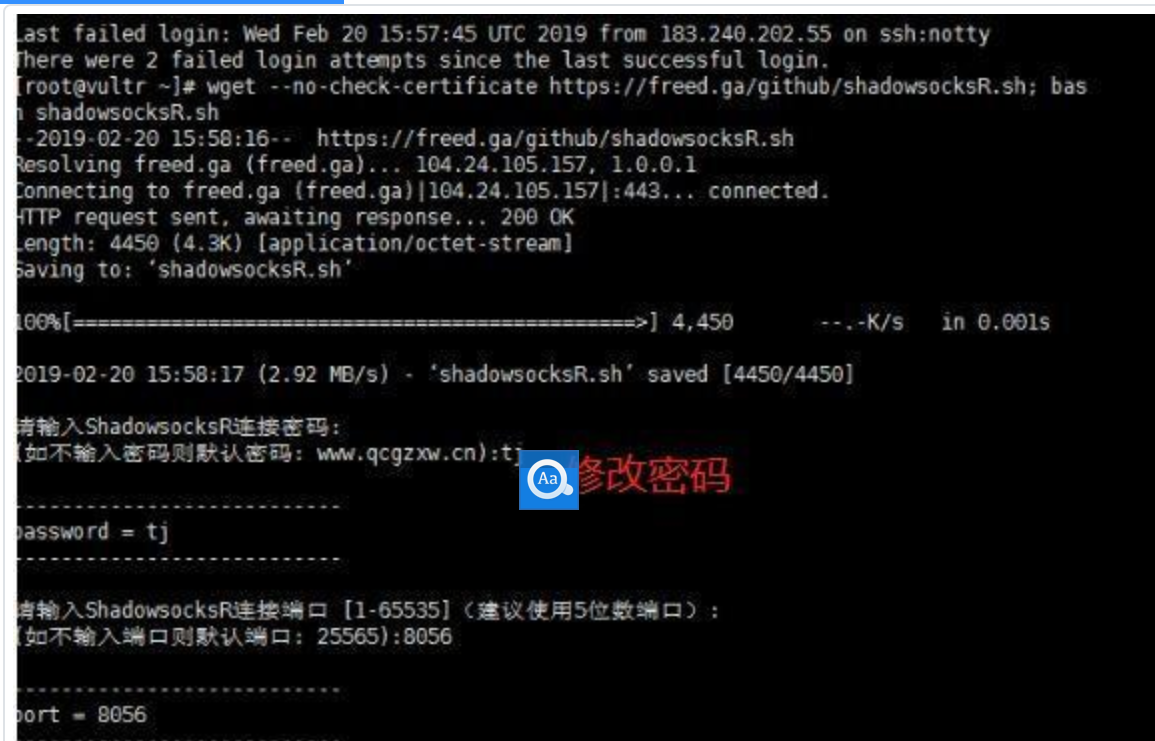 Last failed login: Wed Feb 20 15:57:45 UTC 2019 from 183.240.202.55 on ssh:notty
There were 2 failed login attempts since the last successful login.
[root@vultr ~]# wget --no-check-certificate https://freed.ga/github/shadowsocksR.sh; bas
h shadowsocksR.sh
--2019-02-20 15:58:16-- https://freed.ga/github/shadowsocksR.sh
Resolving freed.ga (freed.ga)... 104.24.105.157, 1.0.0.1
Connecting to freed.ga (freed.ga)|104.24.105.157|:443... connected.
HTTP request sent, awaiting response... 200 OK
Length: 4450 (4.3K) [application/octet-stream]
Saving to: ‘shadowsocksR.sh’
100%[==============================================>] 4,450 --.-K/s in 0.001s
2019-02-20 15:58:17 (2.92 MB/s) - ‘shadowsocksR.sh’ saved [4450/4450]
请输入ShadowsocksR连接密码:
(如不输入密码则默认密码: www.qcgzxw.cn):tj
Aa 修改密码
---------------------------
password = tj
---------------------------
请输入ShadowsocksR连接端口 [1-65535]（建议使用5位数端口）:
(如不输入端口则默认端口: 25565):8056
---------------------------
port = 8056
---------------------------